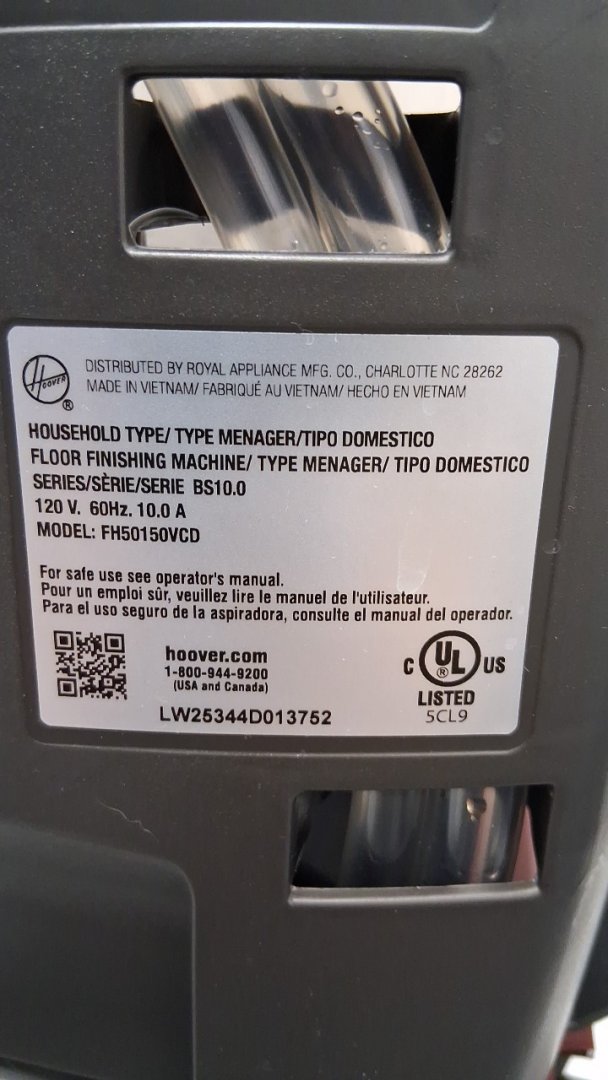 HOOVER
®
DISTRIBUTED BY ROYAL APPLIANCE MFG. CO., CHARLOTTE NC 28262
MADE IN VIETNAM/ FABRIQUÉ AU VIETNAM/ HECHO EN VIETNAM
HOUSEHOLD TYPE/ TYPE MENAGER/TIPO DOMESTICO
FLOOR FINISHING MACHINE/ TYPE MENAGER/ TIPO DOMESTICO
SERIES/SÈRIE/SERIE BS10.0
120 V. 60Hz. 10.0 A
MODEL: FH50150VCD
For safe use see operator's manual.
Pour un emploi sûr, veuillez lire le manuel de l'utilisateur.
Para el uso seguro de la aspiradora, consulte el manual del operador.
hoover.com
1-800-944-9200
(USA and Canada)
LW25344D013752
C UL ® US
LISTED
5CL9